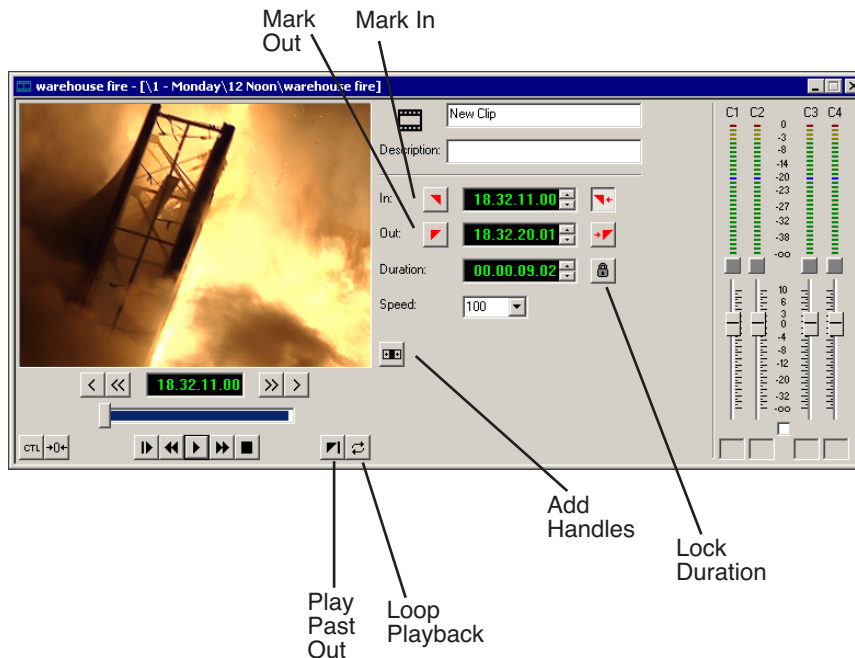 Mark
Out
Mark In
warehouse fire - [\1 - Monday\12 Noon\warehouse fire]
New Clip
Description:
In:
18.32.11.00
Out:
18.32.20.01
Duration:
00.00.09.02
Speed:
100
C1 C2 C3 C4
0
-3
-8
-14
-20
-23
-27
-32
-38
-oo
10
6
3
0
-4
-8
-12
-20
-32
-oo
< <<
18.32.11.00
>> >
CTL
→0←
Add
Handles
Lock
Duration
Play
Past
Out
Loop
Playback